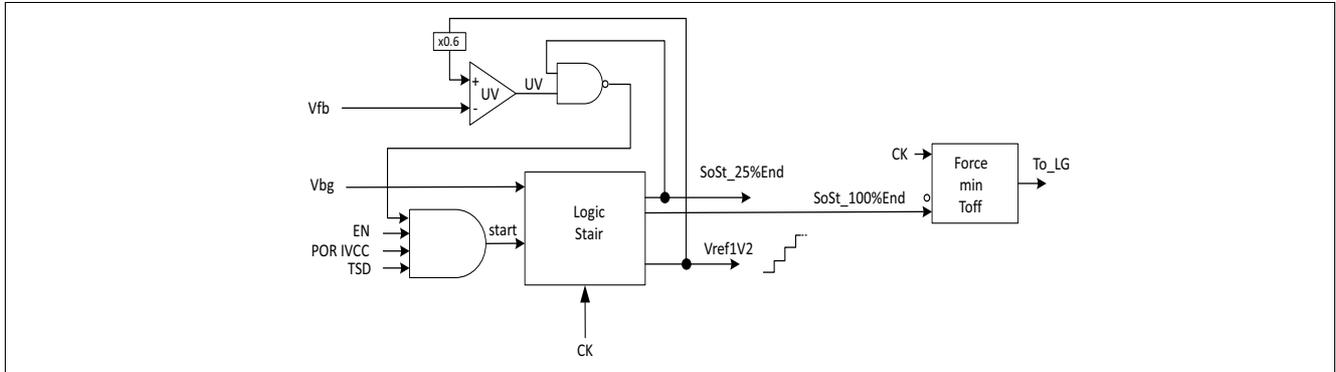 x0.6
+
UV
-
UV
Vfb
Vbg
SoSt_25%End
CK
Force
min
Toff
To_LG
SoSt_100%End
Logic
Stair
EN
POR IVCC
TSD
start
Vref1V2
CK